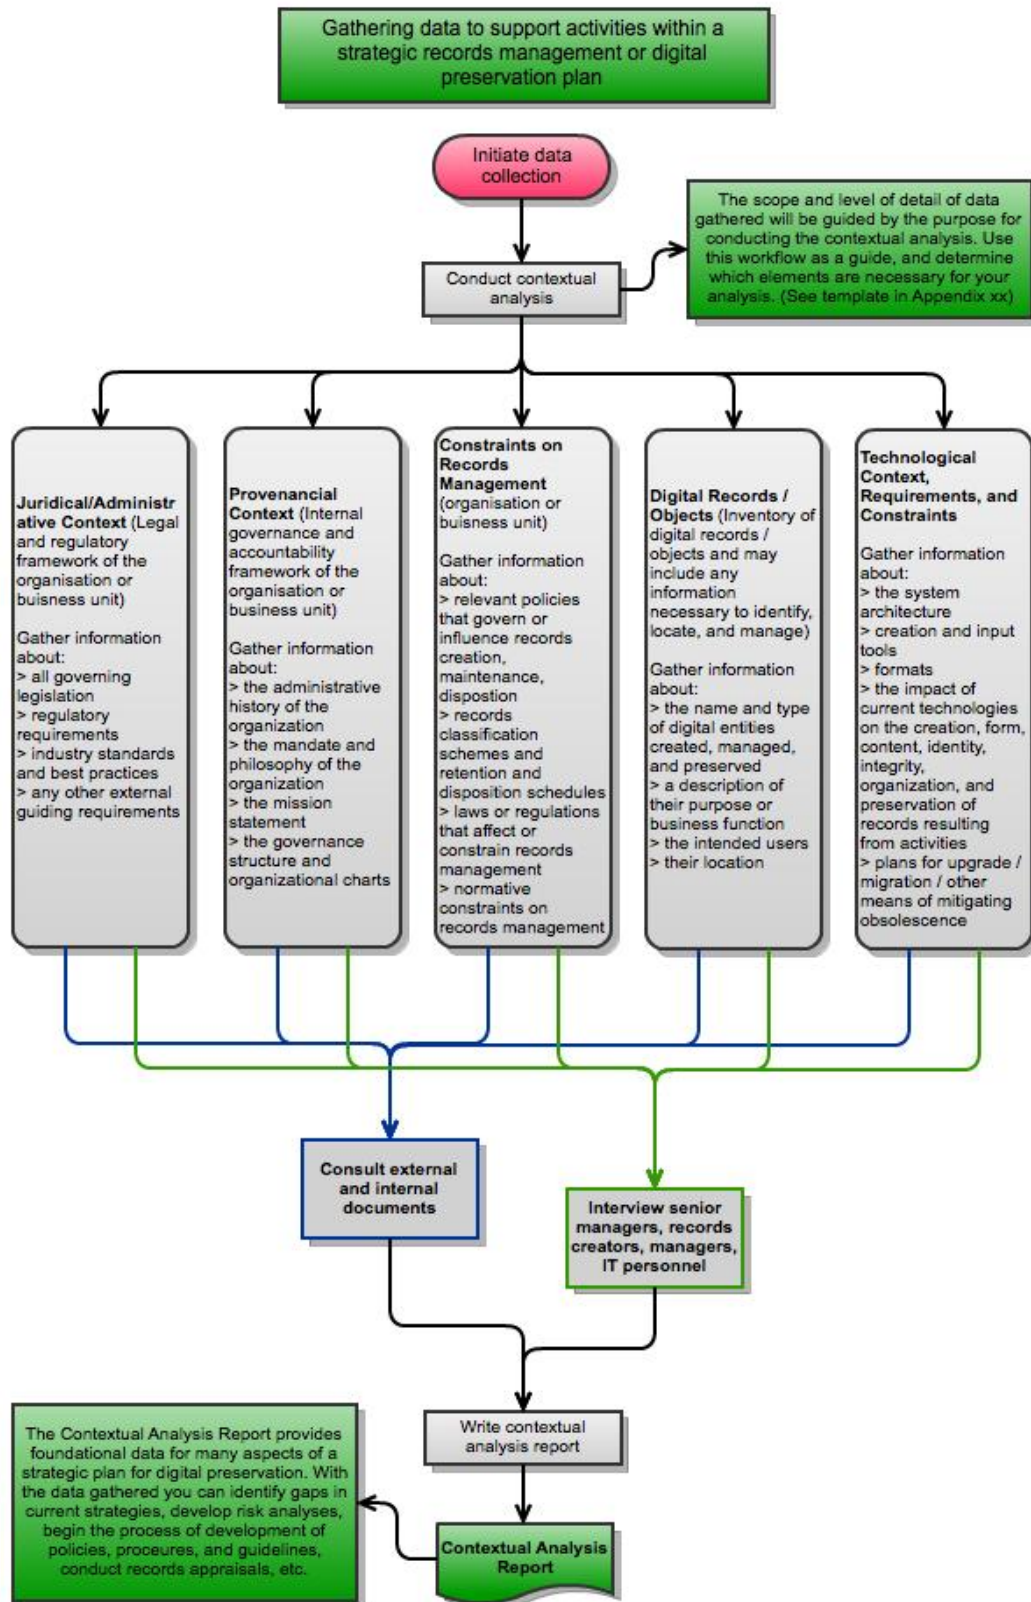 Gathering data to support activities within a
strategic records management or digital
preservation plan
Initiate data
collection
The scope and level of detail of data
gathered will be guided by the purpose for
conducting the contextual analysis. Use
this workflow as a guide, and determine
which elements are necessary for your
analysis. (See template in Appendix xx)
Conduct contextual
analysis
Juridical/Administr
ative Context (Legal
and regulatory
framework of the
organisation or
buisness unit)
Gather information
about:
> all governing
legislation
> regulatory
requirements
> industry standards
and best practices
> any other external
guiding requirements
Provenancial
Context (Internal
governance and
accountability
framework of the
organisation or
business unit)
Gather information
about:
> the administrative
history of the
organization
> the mandate and
philosophy of the
organization
> the mission
statement
> the governance
structure and
organizational charts
Constraints on
Records
Management
(organisation or
buisness unit)
Gather information
about:
> relevant policies
that govern or
influence records
creation,
maintenance,
dispostion
> records
classification
schemes and
retention and
disposition schedules
> laws or regulations
that affect or
constrain records
management
> normative
constraints on
records management
Digital Records /
Objects (Inventory of
digital records /
objects and may
include any
information
necessary to identify,
locate, and manage)
Gather information
about:
> the name and type
of digital entities
created, managed,
and preserved
> a description of
their purpose or
business function
> the intended users
> their location
Technological
Context,
Requirements, and
Constraints
Gather information
about:
> the system
architecture
> creation and input
tools
> formats
> the impact of
current technologies
on the creation, form,
content, identity,
integrity,
organization, and
preservation of
records resulting
from activities
> plans for upgrade /
migration / other
means of mitigating
obsolescence
Consult external
and internal
documents
Interview senior
managers, records
creators, managers,
IT personnel
Write contextual
analysis report
The Contextual Analysis Report provides
foundational data for many aspects of a
strategic plan for digital preservation. With
the data gathered you can identify gaps in
current strategies, develop risk analyses,
begin the process of development of
policies, proceures, and guidelines,
conduct records appraisals, etc.
Contextual Analysis
Report